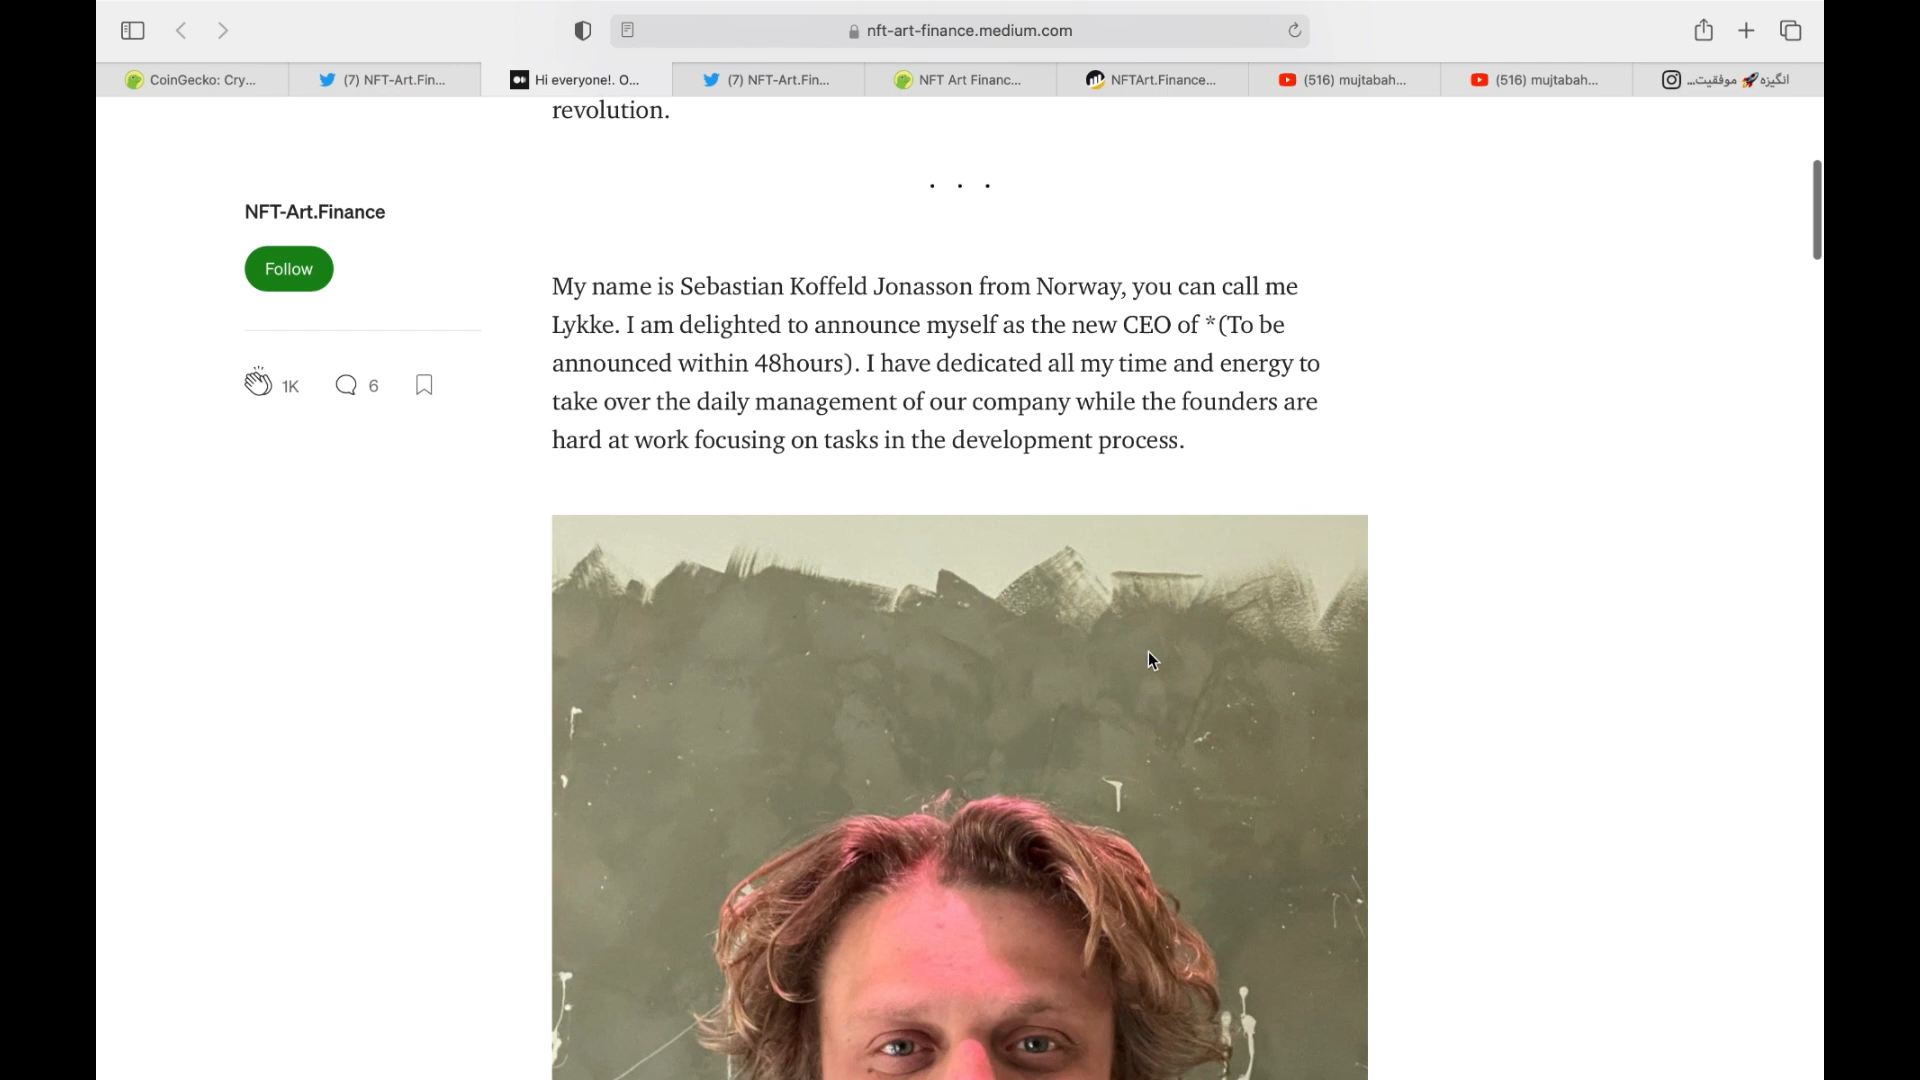 nft-art-finance.medium.com
CoinGecko: Cry...
(7) NFT-Art.Fin...
Hi everyone!. O...
(7) NFT-Art.Fin...
NFT Art Financ...
NFTArt.Finance...
(516) mujtabah...
(516) mujtabah...
انگیزه🚀 موفقیت...
revolution.
. . .
NFT-Art.Finance
Follow
1K
6
My name is Sebastian Koffeld Jonasson from Norway, you can call me
Lykke. I am delighted to announce myself as the new CEO of *(To be
announced within 48hours). I have dedicated all my time and energy to
take over the daily management of our company while the founders are
hard at work focusing on tasks in the development process.